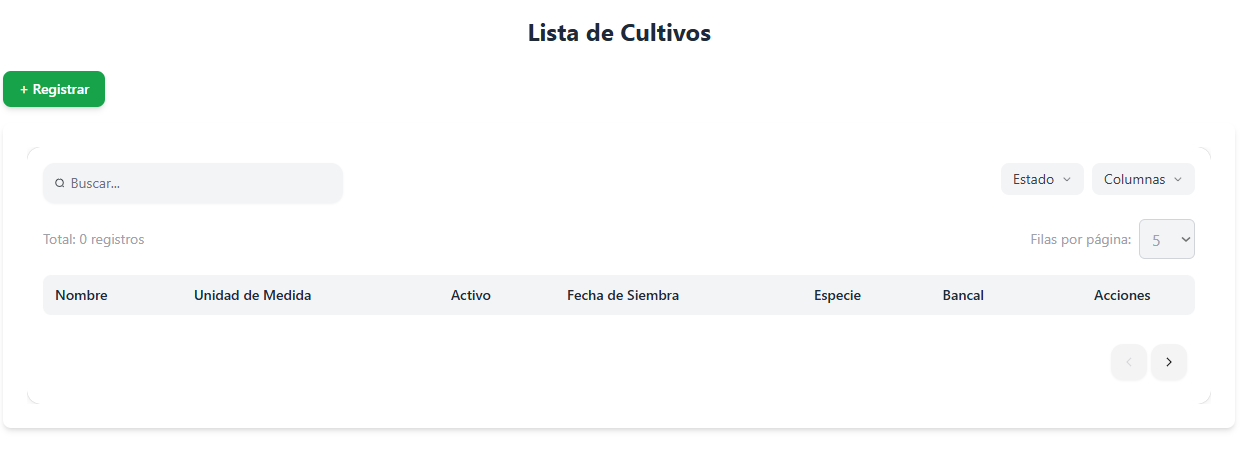 Lista de Cultivos
+ Registrar
Buscar...
Estado
Columnas
Total: 0 registros
Filas por página: 5
Nombre Unidad de Medida Activo Fecha de Siembra Especie Bancal Acciones